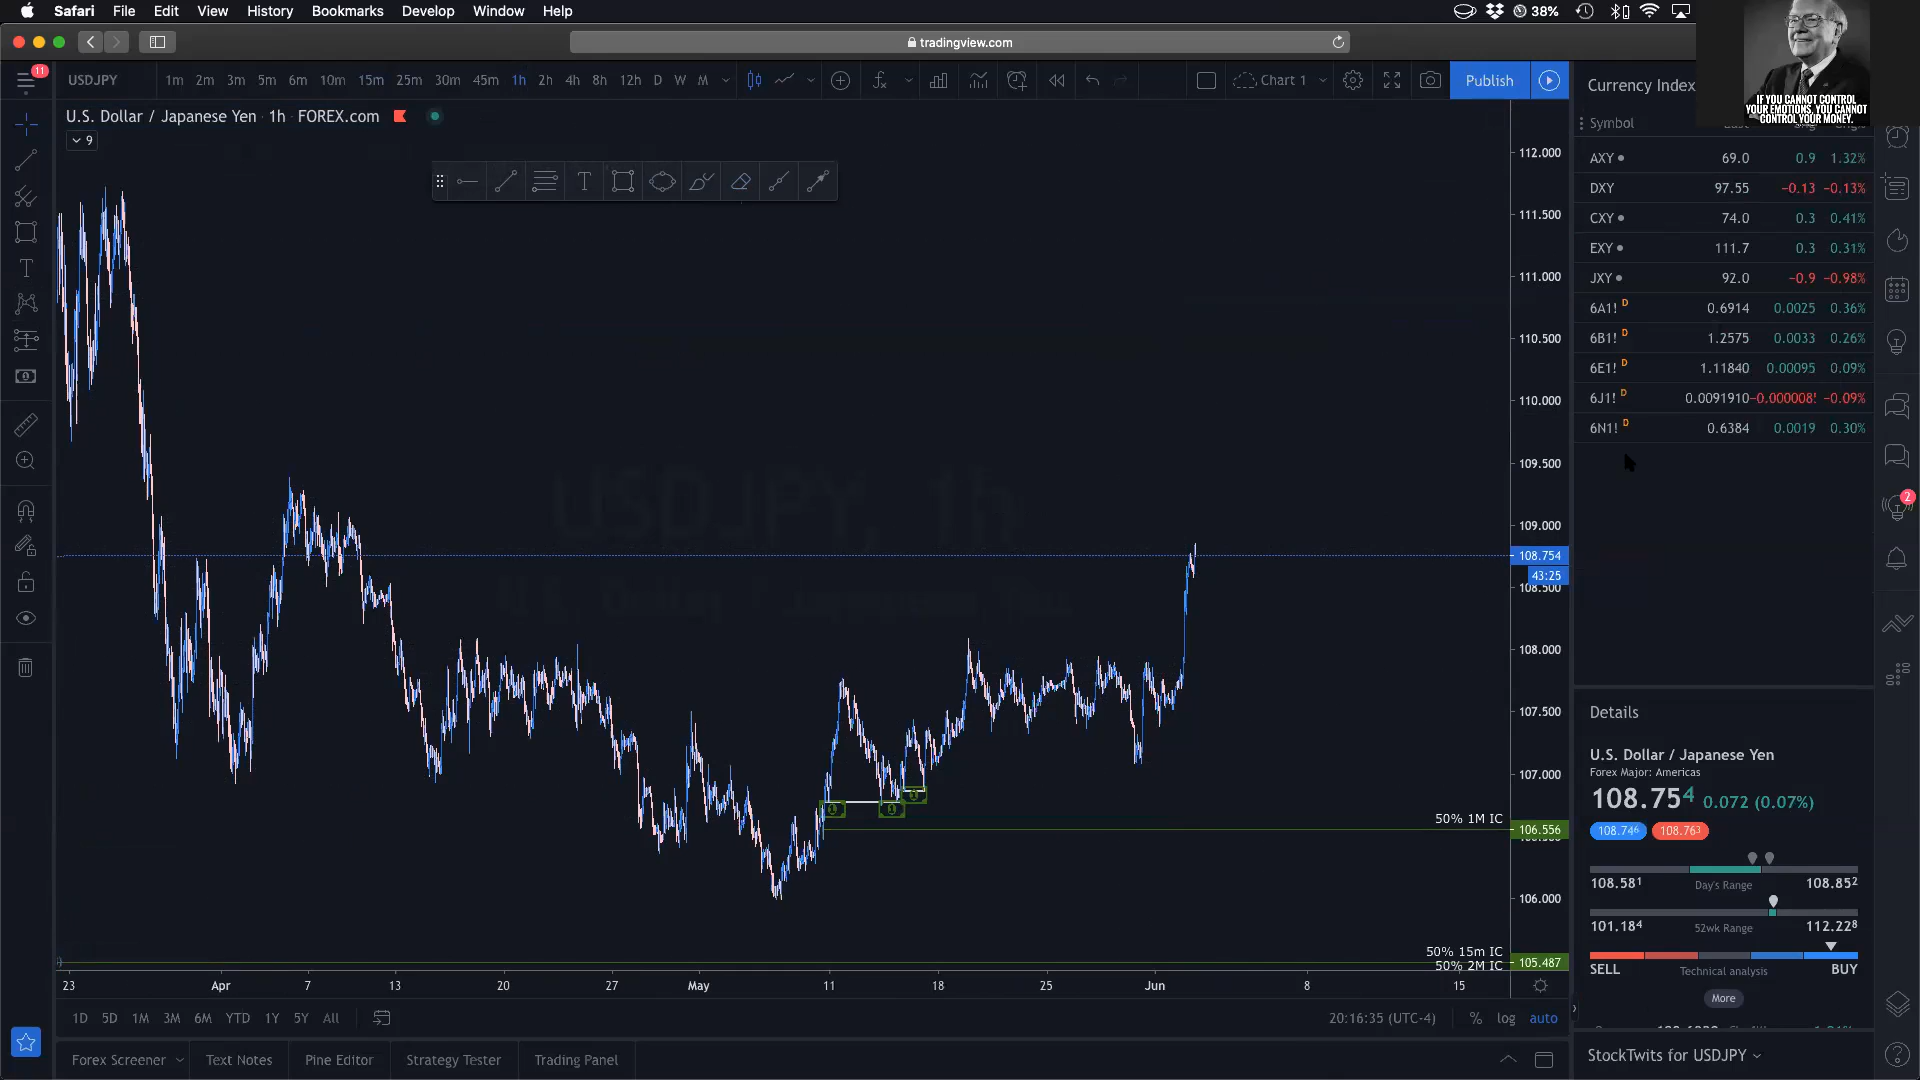 Safari File Edit View History Bookmarks Develop Window Help 38%
tradingview.com
IF YOU CANNOT CONTROL
YOUR EMOTIONS, YOU CANNOT
CONTROL YOUR MONEY.
11
USDJPY 1m 2m 3m 5m 6m 10m 15m 25m 30m 45m 1h 2h 4h 8h 12h D W M Chart 1 Publish
U.S. Dollar / Japanese Yen · 1h · FOREX.com
9
USDJPY, 1h
U.S. Dollar / Japanese Yen
112.000
111.500
111.000
110.500
110.000
109.500
109.000
108.754
43:25
108.500
108.000
107.500
107.000
50% 1M IC 106.556
106.000
50% 15m IC
50% 2M IC 105.487
23 Apr 7 13 20 27 May 11 18 25 Jun 8 15
1D 5D 1M 3M 6M YTD 1Y 5Y All 20:16:35 (UTC-4) % log auto
Forex Screener Text Notes Pine Editor Strategy Tester Trading Panel
Currency Index
Symbol
AXY 69.0 0.9 1.32%
DXY 97.55 −0.13 −0.13%
CXY 74.0 0.3 0.41%
EXY 111.7 0.3 0.31%
JXY 92.0 −0.9 −0.98%
6A1! D 0.6914 0.0025 0.36%
6B1! D 1.2575 0.0033 0.26%
6E1! D 1.11840 0.00095 0.09%
6J1! D 0.0091910 −0.000008! −0.09%
6N1! D 0.6384 0.0019 0.30%
2
Details
U.S. Dollar / Japanese Yen
Forex Major: Americas
108.754 0.072 (0.07%)
108.746 108.763
108.581 Day's Range 108.852
101.184 52wk Range 112.228
SELL Technical analysis BUY
More
StockTwits for USDJPY